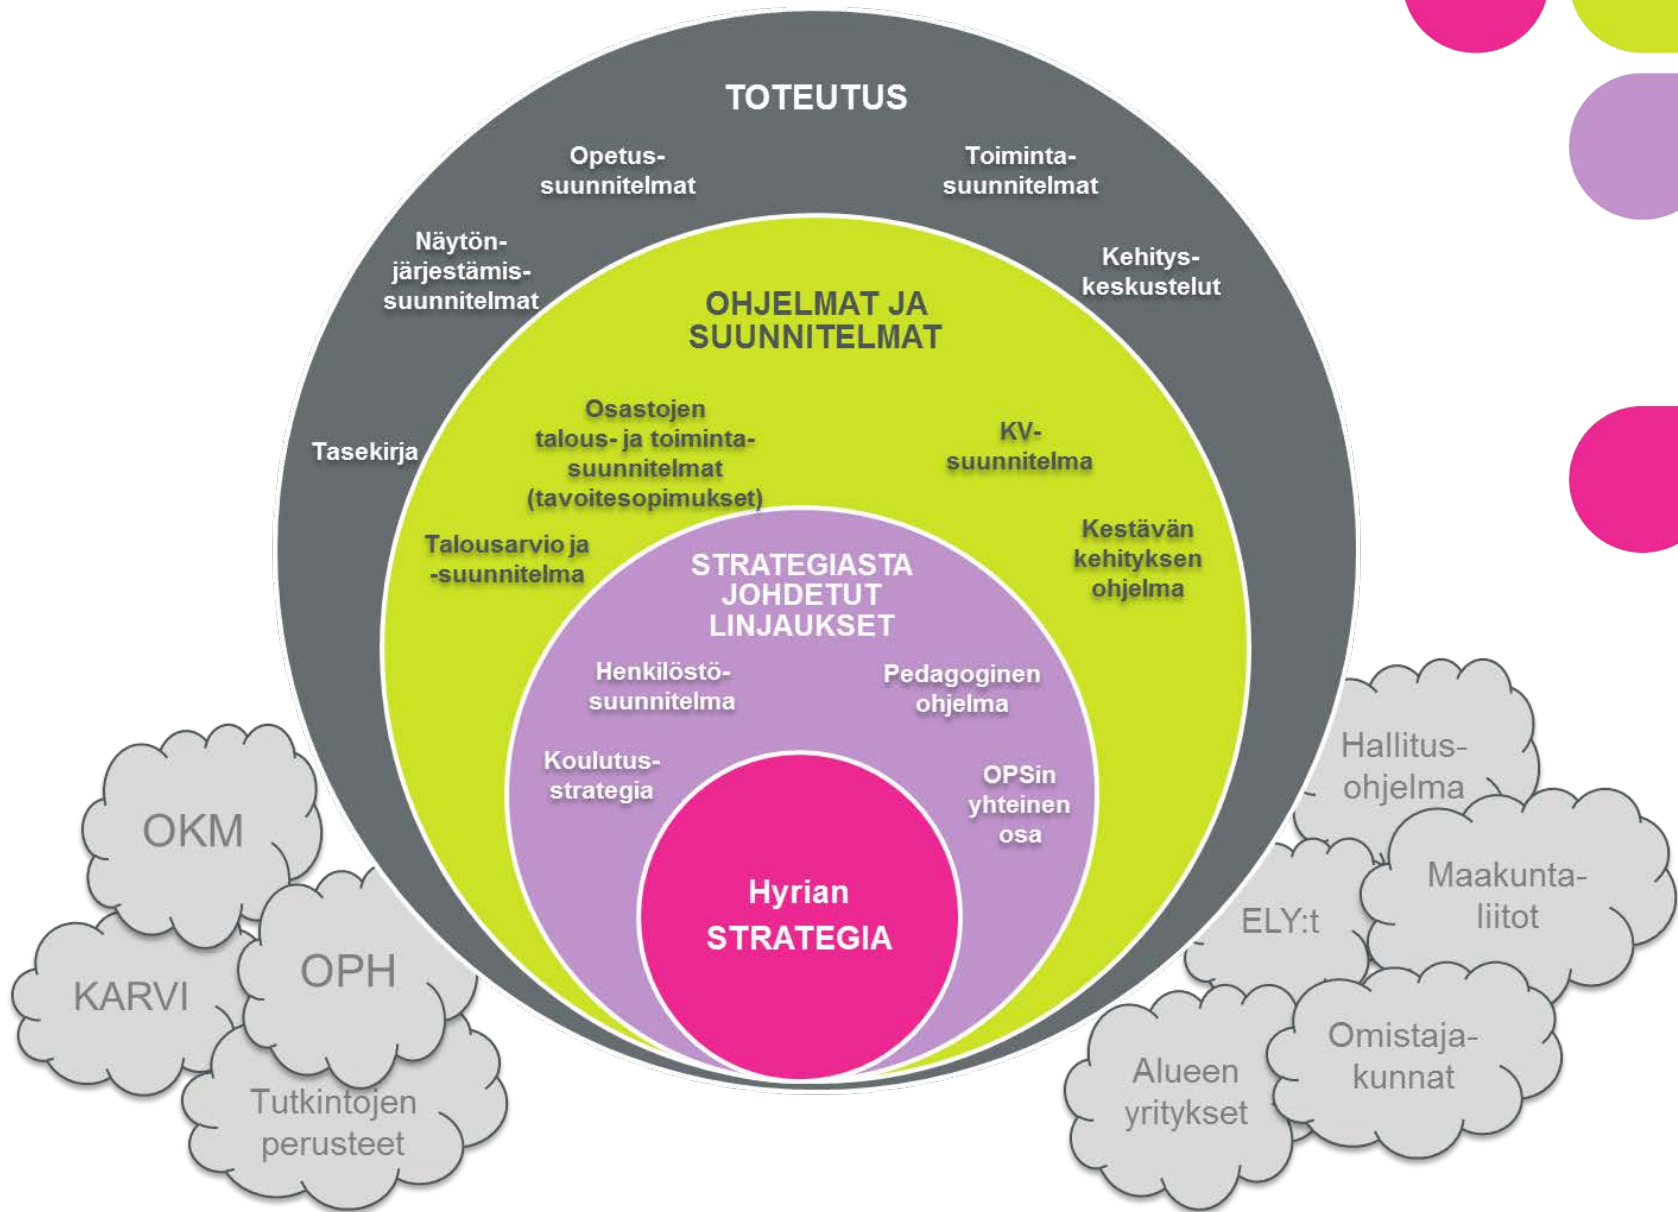 TOTEUTUS
Opetus-
suunnitelmat
Toiminta-
suunnitelmat
Näytön-
järjestämis-
suunnitelmat
Kehitys-
keskustelut
Tasekirja
OHJELMAT JA
SUUNNITELMAT
Osastojen
talous- ja toiminta-
suunnitelmat
(tavoitesopimukset)
KV-
suunnitelma
Talousarvio ja
-suunnitelma
Kestävän
kehityksen
ohjelma
STRATEGIASTA
JOHDETUT
LINJAUKSET
Henkilöstö-
suunnitelma
Pedagoginen
ohjelma
Koulutus-
strategia
OPSin
yhteinen
osa
Hyrian
STRATEGIA
OKM
KARVI
OPH
Tutkintojen
perusteet
Hallitus-
ohjelma
Maakunta-
liitot
ELY:t
Omistaja-
kunnat
Alueen
yritykset